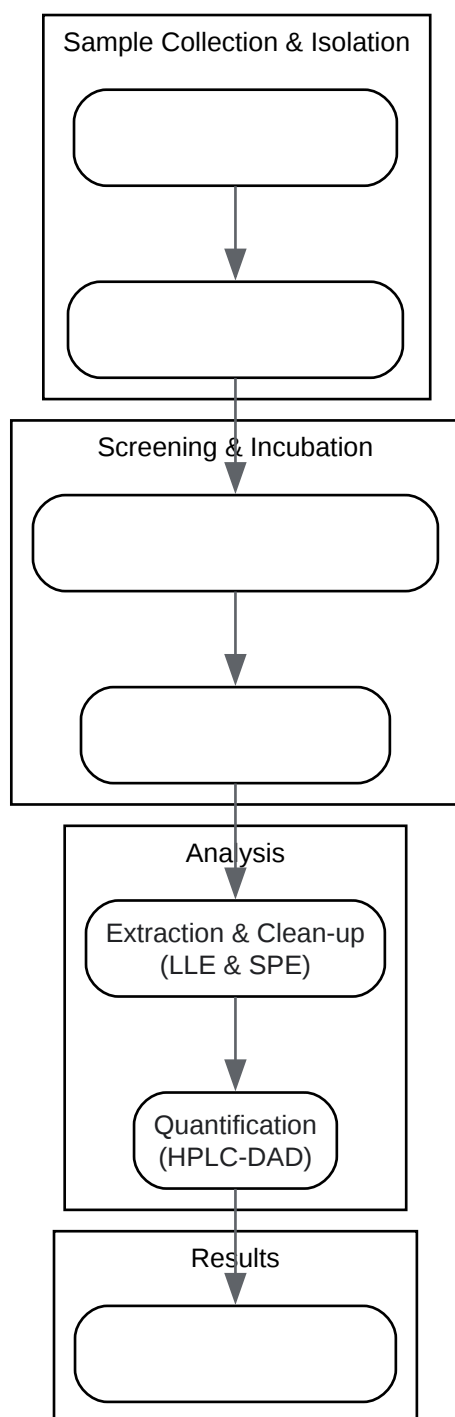 Sample Collection & Isolation
Screening & Incubation
Analysis
Extraction & Clean-up
(LLE & SPE)
Quantification
(HPLC-DAD)
Results